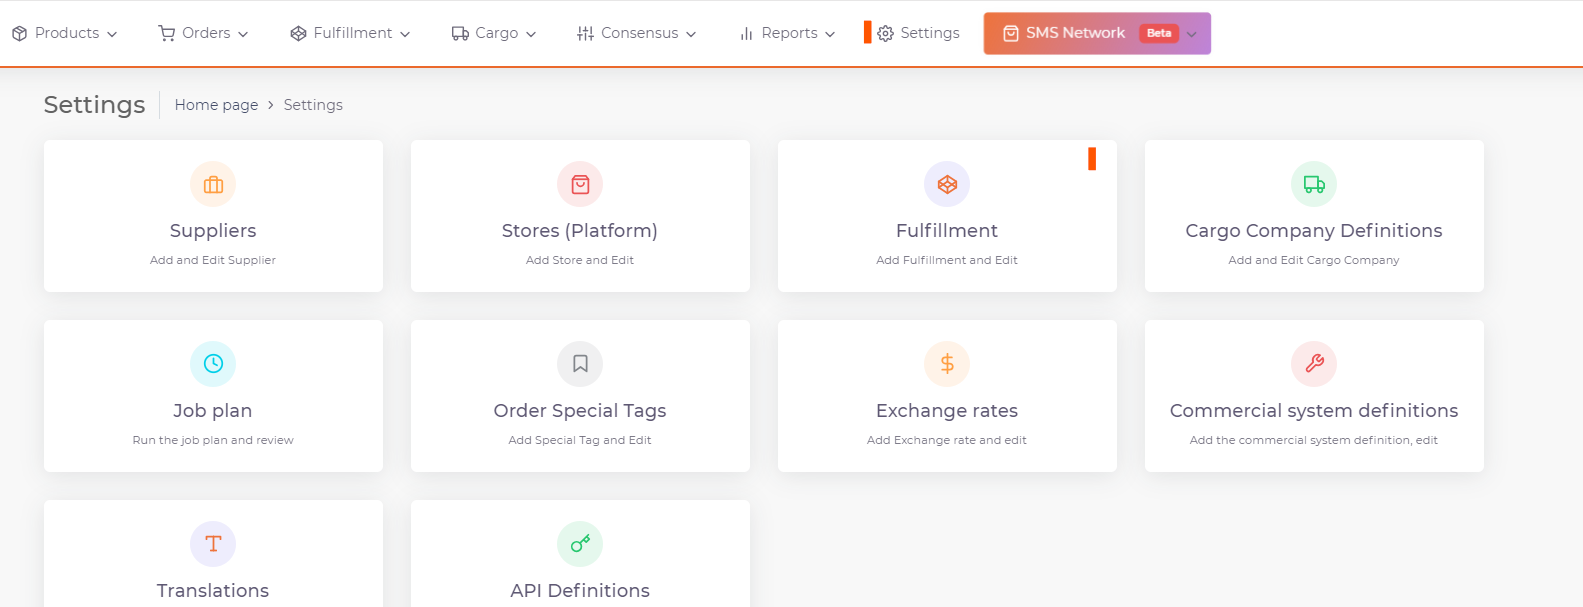 Products Orders Fulfillment Cargo Consensus Reports Settings SMS Network Beta
Settings Home page > Settings
Suppliers
Add and Edit Supplier
Stores (Platform)
Add Store and Edit
Fulfillment
Add Fulfillment and Edit
Cargo Company Definitions
Add and Edit Cargo Company
Job plan
Run the job plan and review
Order Special Tags
Add Special Tag and Edit
Exchange rates
Add Exchange rate and edit
Commercial system definitions
Add the commercial system definition, edit
Translations
API Definitions